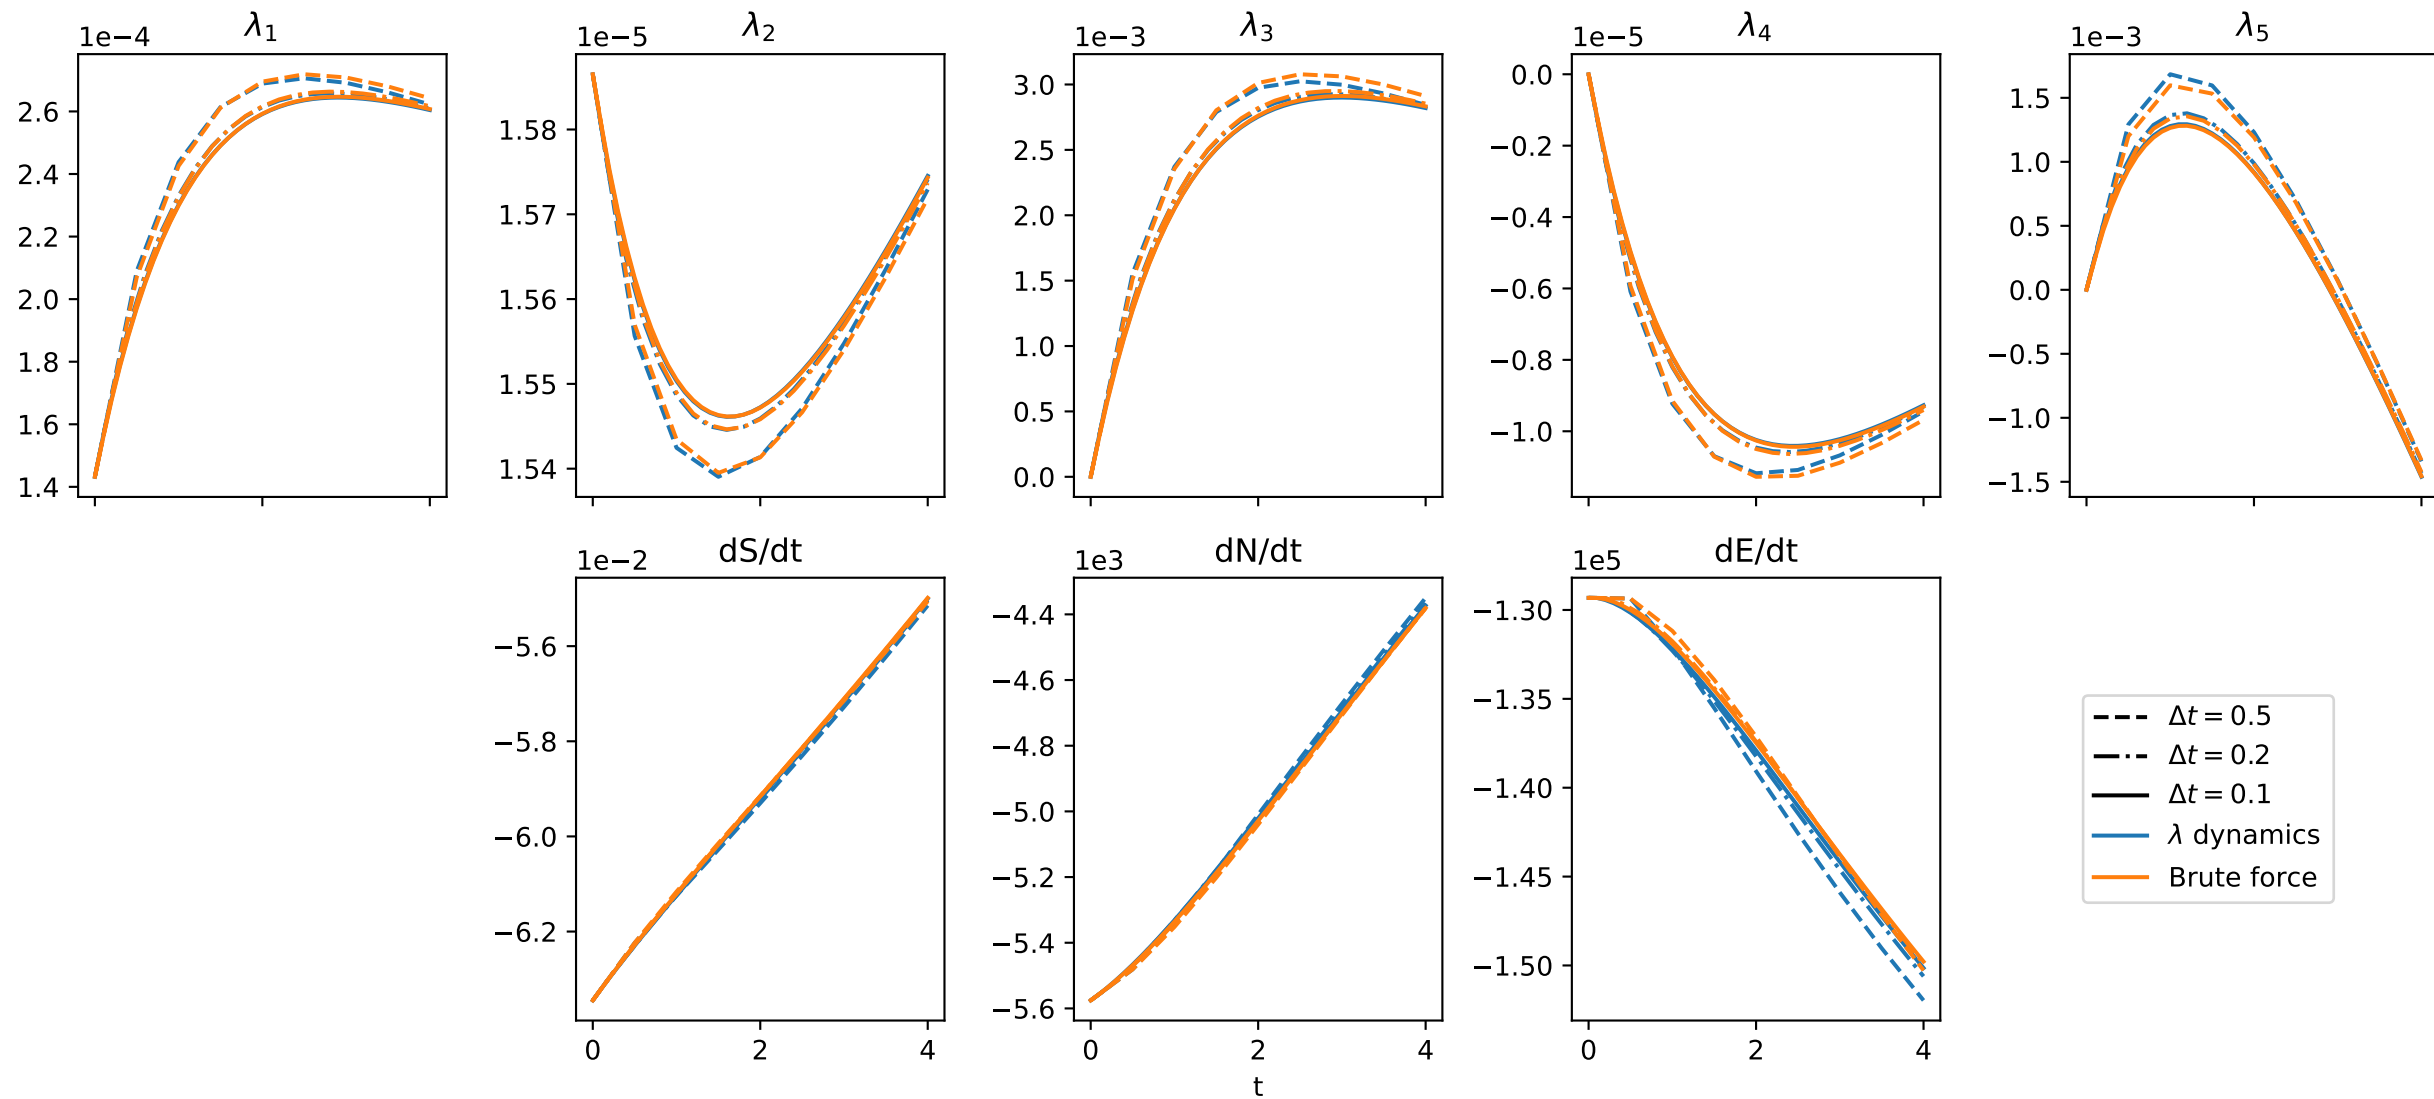 λ₁
1e−4
2.6
2.4
2.2
2.0
1.8
1.6
1.4
λ₂
1e−5
1.58
1.57
1.56
1.55
1.54
λ₃
1e−3
3.0
2.5
2.0
1.5
1.0
0.5
0.0
λ₄
1e−5
0.0
−0.2
−0.4
−0.6
−0.8
−1.0
λ₅
1e−3
1.5
1.0
0.5
0.0
−0.5
−1.0
−1.5
dS/dt
1e−2
−5.6
−5.8
−6.0
−6.2
0 2 4
dN/dt
1e3
−4.4
−4.6
−4.8
−5.0
−5.2
−5.4
−5.6
0 2 4
t
dE/dt
1e5
−1.30
−1.35
−1.40
−1.45
−1.50
0 2 4
Δt = 0.5
Δt = 0.2
Δt = 0.1
λ dynamics
Brute force